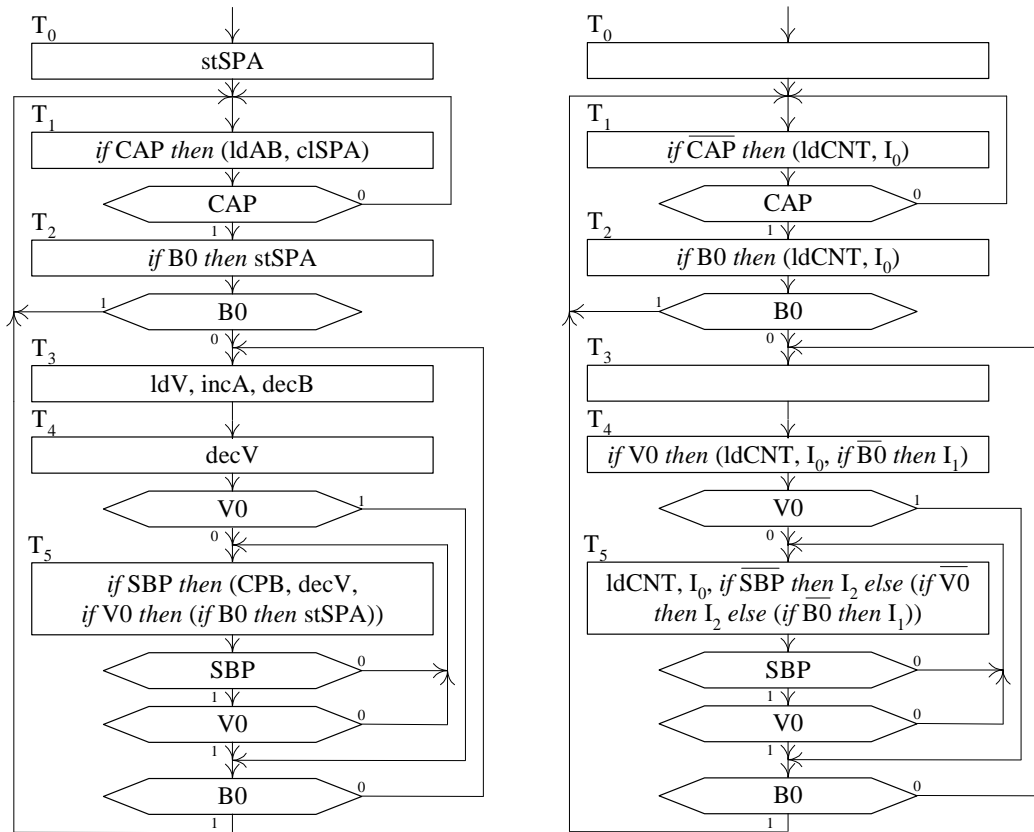 T0
stSPA
T1
if CAP then (ldAB, clSPA)
CAP
0
1
T2
if B0 then stSPA
B0
1
0
T3
ldV, incA, decB
T4
decV
V0
1
0
T5
if SBP then (CPB, decV,
if V0 then (if B0 then stSPA))
SBP
0
1
V0
0
1
B0
0
1
T0
T1
if C̅A̅P̅ then (ldCNT, I0)
CAP
0
1
T2
if B0 then (ldCNT, I0)
B0
1
0
T3
T4
if V0 then (ldCNT, I0, if B̅0̅ then I1)
V0
1
0
T5
ldCNT, I0, if S̅B̅P̅ then I2 else (if V̅0̅
then I2 else (if B̅0̅ then I1))
SBP
0
1
V0
0
1
B0
0
1